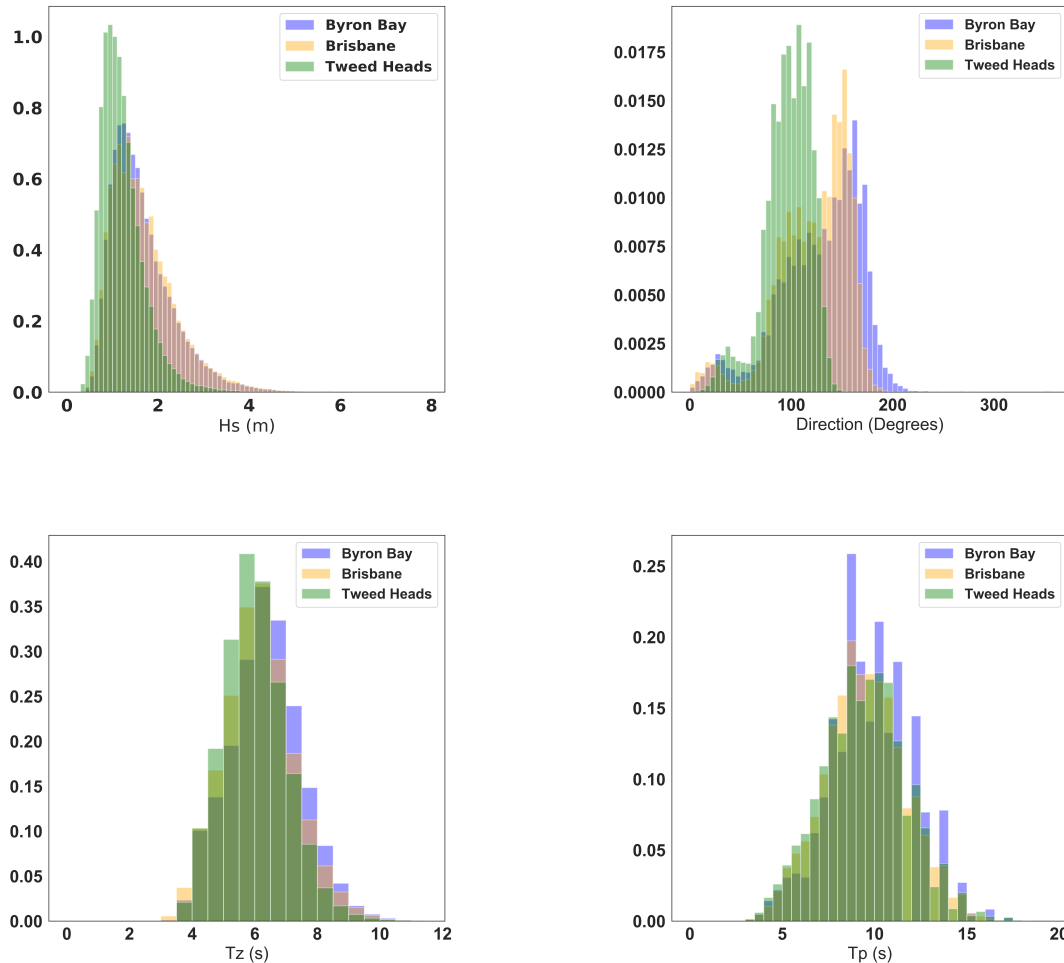 1.0
0.8
0.6
0.4
0.2
0.0
0 2 4 6 8
Hs (m)
Byron Bay
Brisbane
Tweed Heads
0.0175
0.0150
0.0125
0.0100
0.0075
0.0050
0.0025
0.0000
0 100 200 300
Direction (Degrees)
Byron Bay
Brisbane
Tweed Heads
0.40
0.35
0.30
0.25
0.20
0.15
0.10
0.05
0.00
0 2 4 6 8 10 12
Tz (s)
Byron Bay
Brisbane
Tweed Heads
0.25
0.20
0.15
0.10
0.05
0.00
0 5 10 15 20
Tp (s)
Byron Bay
Brisbane
Tweed Heads